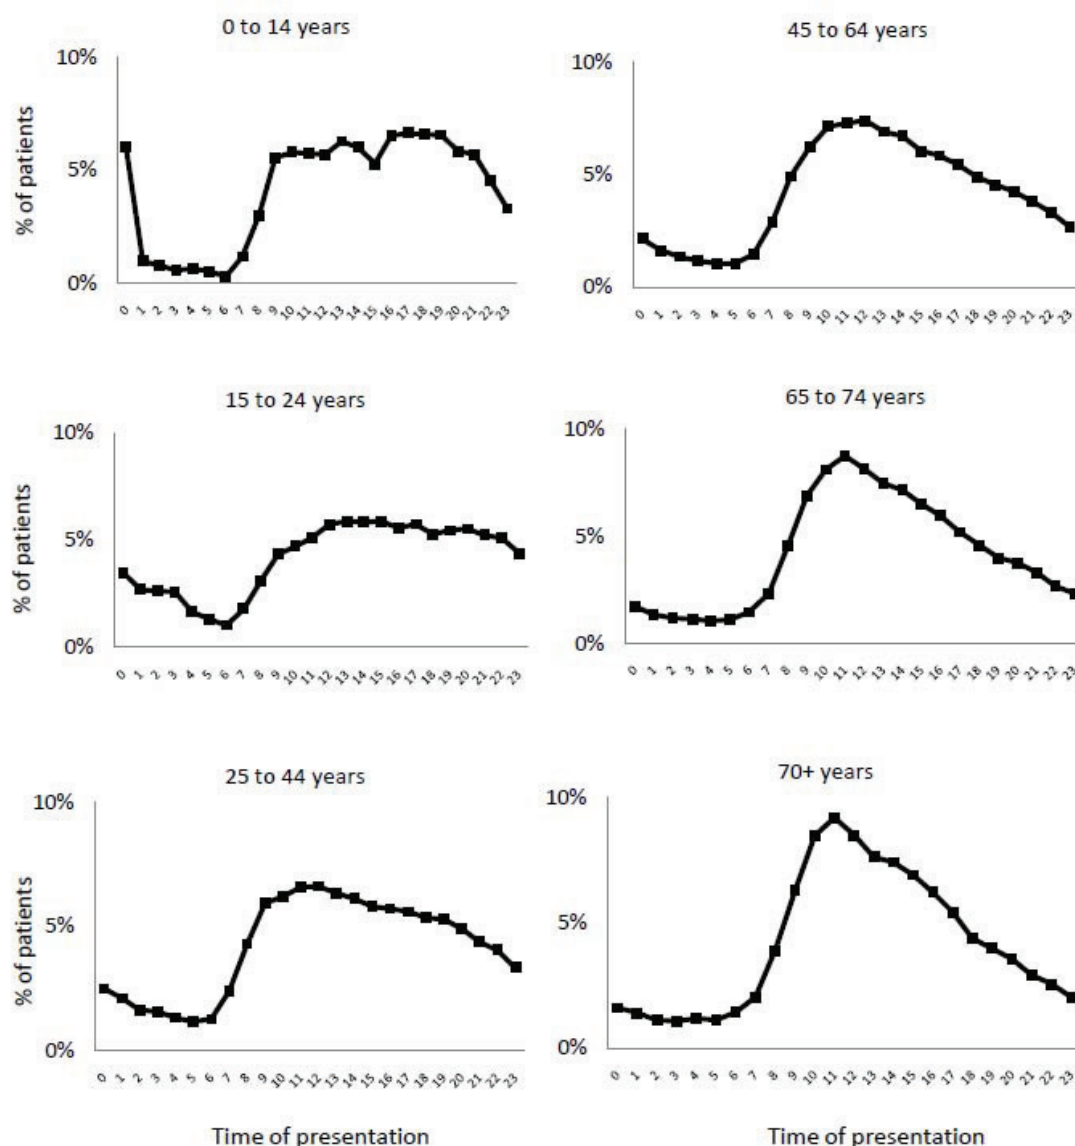 0 to 14 years
10%
5%
0%
% of patients
0 1 2 3 4 5 6 7 8 9 10 11 12 13 14 15 16 17 18 19 20 21 22 23
45 to 64 years
10%
5%
0%
0 1 2 3 4 5 6 7 8 9 10 11 12 13 14 15 16 17 18 19 20 21 22 23
15 to 24 years
10%
5%
0%
% of patients
0 1 2 3 4 5 6 7 8 9 10 11 12 13 14 15 16 17 18 19 20 21 22 23
65 to 74 years
10%
5%
0%
0 1 2 3 4 5 6 7 8 9 10 11 12 13 14 15 16 17 18 19 20 21 22 23
25 to 44 years
10%
5%
0%
% of patients
0 1 2 3 4 5 6 7 8 9 10 11 12 13 14 15 16 17 18 19 20 21 22 23
Time of presentation
70+ years
10%
5%
0%
0 1 2 3 4 5 6 7 8 9 10 11 12 13 14 15 16 17 18 19 20 21 22 23
Time of presentation